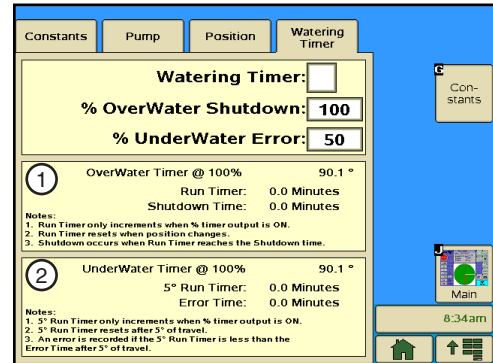 Constants
Pump
Position
Watering
Timer
Watering Timer:
% OverWater Shutdown: 100
% UnderWater Error: 50
1
OverWater Timer @ 100% 90.1 °
Run Timer: 0.0 Minutes
Shutdown Time: 0.0 Minutes
Notes:
1. Run Timer only increments when % timer output is ON.
2. Run Timer resets when position changes.
3. Shutdown occurs when Run Timer reaches the Shutdown time.
2
UnderWater Timer @ 100% 90.1 °
5° Run Timer: 0.0 Minutes
Error Time: 0.0 Minutes
Notes:
1. 5° Run Timer only increments when % timer output is ON.
2. 5° Run Timer resets after 5° of travel.
3. An error is recorded if the 5° Run Timer is less than the
Error Time after 5° of travel.
G
Con-
stants
J
Main
8:34am